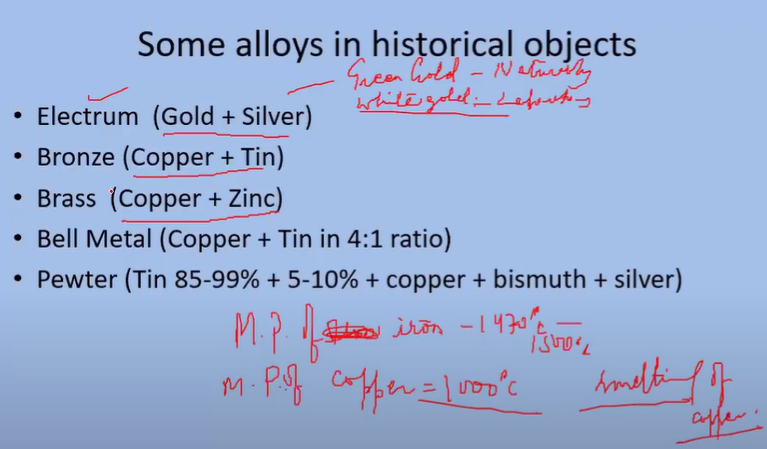 Some alloys in historical objects
Green Gold - Naturally
White gold :-
• Electrum (Gold + Silver)
• Bronze (Copper + Tin)
• Brass (Copper + Zinc)
• Bell Metal (Copper + Tin in 4:1 ratio)
• Pewter (Tin 85-99% + 5-10% + copper + bismuth + silver)
M.P. of iron - 1470°C
1500°C
M.P. of copper = 1000°C
smelting of
copper.